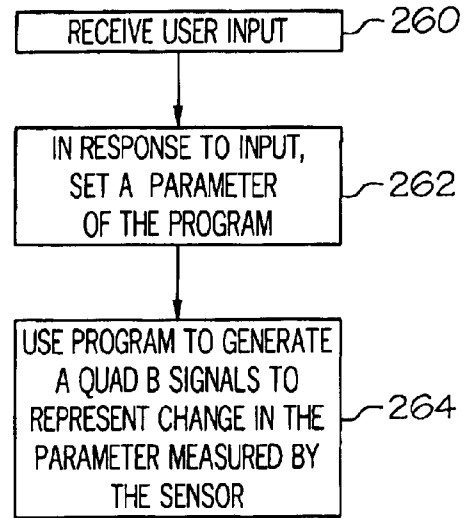 RECEIVE USER INPUT
260
IN RESPONSE TO INPUT,
SET A PARAMETER
OF THE PROGRAM
262
USE PROGRAM TO GENERATE
A QUAD B SIGNALS TO
REPRESENT CHANGE IN THE
PARAMETER MEASURED BY
THE SENSOR
264